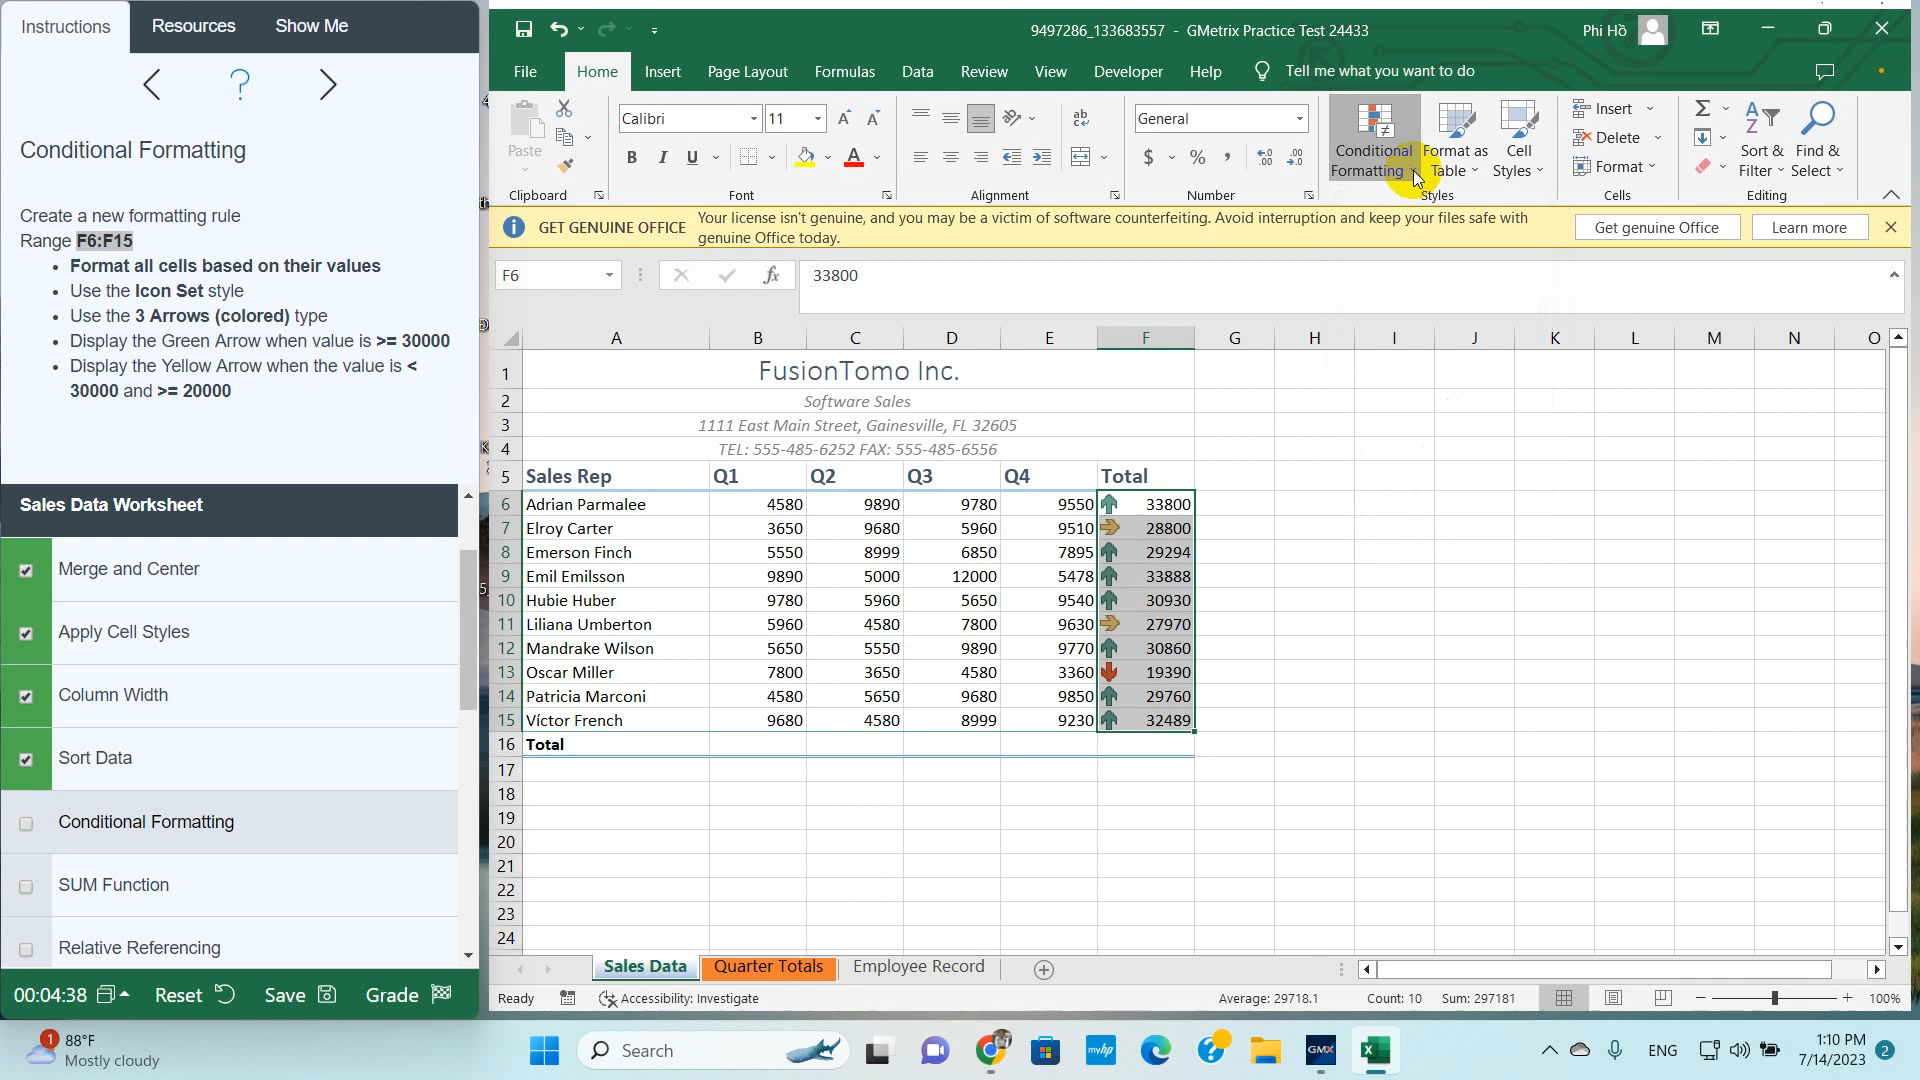 Instructions
Resources
Show Me
?
Conditional Formatting
Create a new formatting rule
Range F6:F15
• Format all cells based on their values
• Use the Icon Set style
• Use the 3 Arrows (colored) type
• Display the Green Arrow when value is >= 30000
• Display the Yellow Arrow when the value is <
30000 and >= 20000
Sales Data Worksheet
Merge and Center
Apply Cell Styles
Column Width
Sort Data
Conditional Formatting
SUM Function
Relative Referencing
00:04:38
Reset
Save
Grade
9497286_133683557 - GMetrix Practice Test 24433
Phi Hồ
File
Home
Insert
Page Layout
Formulas
Data
Review
View
Developer
Help
Tell me what you want to do
Paste
Clipboard
Calibri
11
B I U
Font
Alignment
General
$ % ,
Number
Conditional
Formatting
Format as
Table
Cell
Styles
Styles
Insert
Delete
Format
Cells
Sort &
Filter
Find &
Select
Editing
GET GENUINE OFFICE
Your license isn't genuine, and you may be a victim of software counterfeiting. Avoid interruption and keep your files safe with
genuine Office today.
Get genuine Office
Learn more
F6
fx
33800
A B C D E F G H I J K L M N O
1 FusionTomo Inc.
2 Software Sales
3 1111 East Main Street, Gainesville, FL 32605
4 TEL: 555-485-6252 FAX: 555-485-6556
5 Sales Rep Q1 Q2 Q3 Q4 Total
6 Adrian Parmalee 4580 9890 9780 9550 33800
7 Elroy Carter 3650 9680 5960 9510 28800
8 Emerson Finch 5550 8999 6850 7895 29294
9 Emil Emilsson 9890 5000 12000 5478 33888
10 Hubie Huber 9780 5960 5650 9540 30930
11 Liliana Umberton 5960 4580 7800 9630 27970
12 Mandrake Wilson 5650 5550 9890 9770 30860
13 Oscar Miller 7800 3650 4580 3360 19390
14 Patricia Marconi 4580 5650 9680 9850 29760
15 Víctor French 9680 4580 8999 9230 32489
16 Total
17
18
19
20
21
22
23
24
Sales Data
Quarter Totals
Employee Record
Ready
Accessibility: Investigate
Average: 29718.1
Count: 10
Sum: 297181
100%
1
88°F
Mostly cloudy
Search
myhp
GMX
ENG
1:10 PM
7/14/2023
2